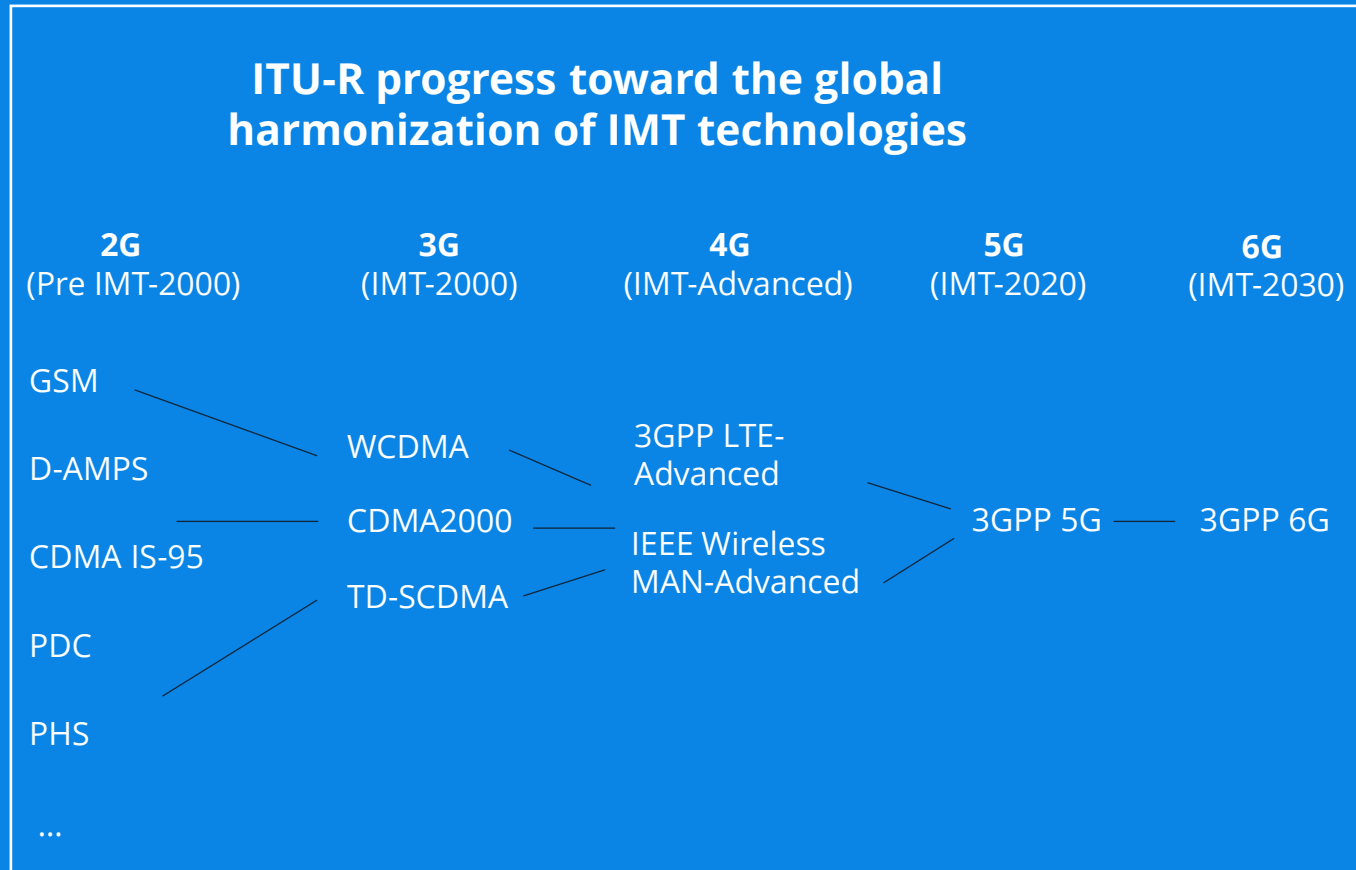 ITU-R progress toward the global
harmonization of IMT technologies
2G
(Pre IMT-2000)
3G
(IMT-2000)
4G
(IMT-Advanced)
5G
(IMT-2020)
6G
(IMT-2030)
GSM
D-AMPS
CDMA IS-95
PDC
PHS
...
WCDMA
CDMA2000
TD-SCDMA
3GPP LTE-
Advanced
IEEE Wireless
MAN-Advanced
3GPP 5G
3GPP 6G